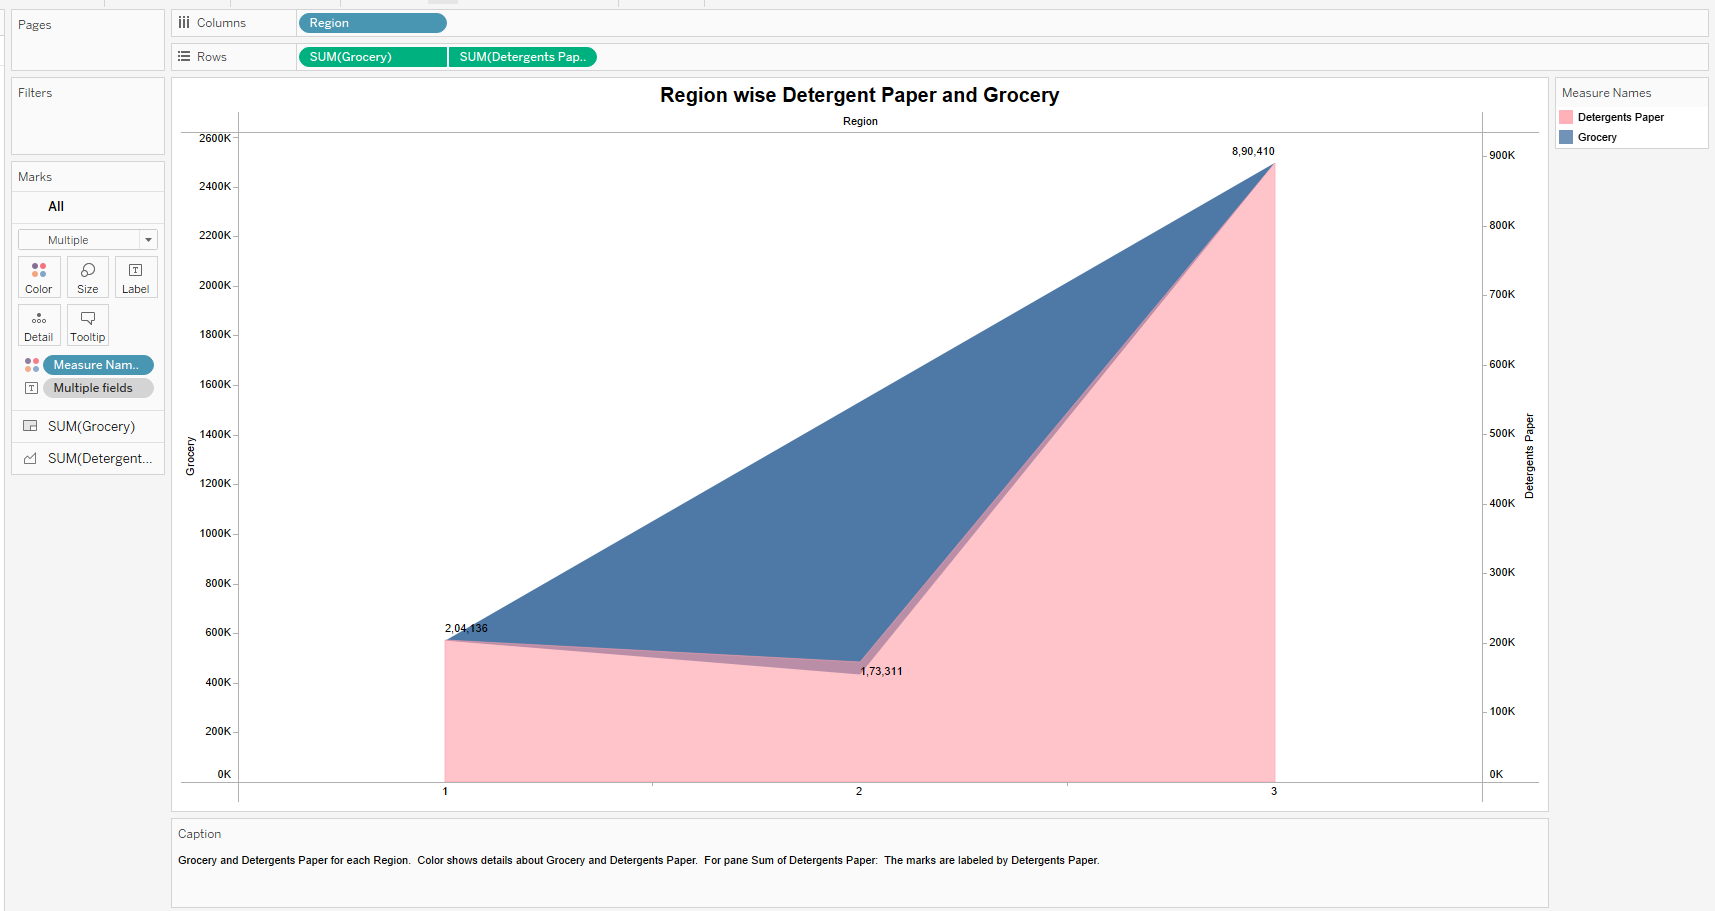 Pages
Columns
Region
Rows
SUM(Grocery)
SUM(Detergents Pap..
Filters
Marks
All
Multiple
Color
Size
Label
Detail
Tooltip
Measure Nam..
Multiple fields
SUM(Grocery)
SUM(Detergent...
Region wise Detergent Paper and Grocery
Region
2600K
2400K
2200K
2000K
1800K
1600K
1400K
1200K
1000K
800K
600K
400K
200K
0K
Grocery
2,04,136
1,73,311
8,90,410
1
2
3
900K
800K
700K
600K
500K
400K
300K
200K
100K
0K
Detergents Paper
Measure Names
Detergents Paper
Grocery
Caption
Grocery and Detergents Paper for each Region.  Color shows details about Grocery and Detergents Paper.  For pane Sum of Detergents Paper:  The marks are labeled by Detergents Paper.